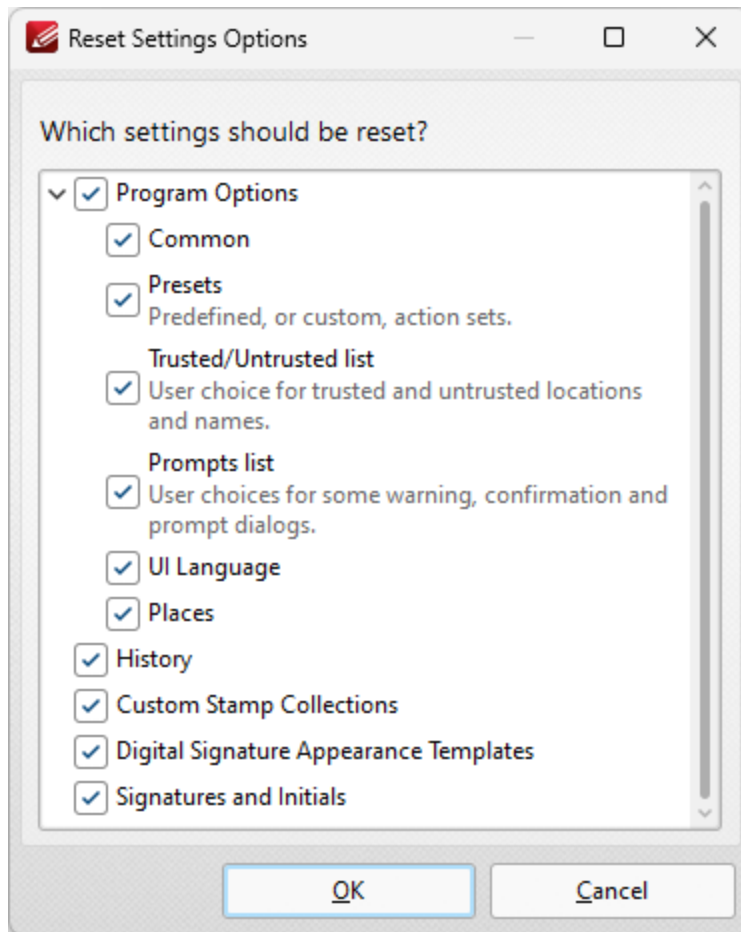 Reset Settings Options
Which settings should be reset?
Program Options
Common
Presets
Predefined, or custom, action sets.
Trusted/Untrusted list
User choice for trusted and untrusted locations
and names.
Prompts list
User choices for some warning, confirmation and
prompt dialogs.
UI Language
Places
History
Custom Stamp Collections
Digital Signature Appearance Templates
Signatures and Initials
OK Cancel